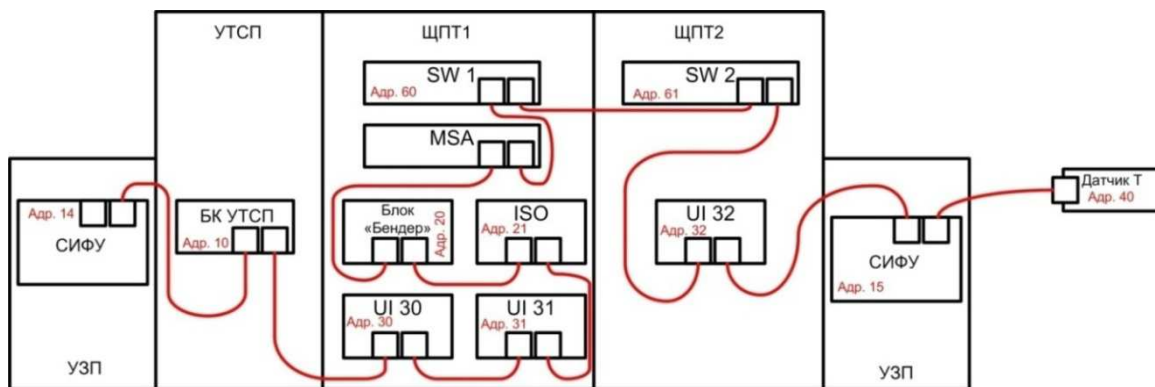 УТСП
ЩПТ1
ЩПТ2
SW 1
Адр. 60
SW 2
Адр. 61
MSA
Адр. 14
СИФУ
УЗП
БК УТСП
Адр. 10
Блок
«Бендер»
Адр. 20
ISO
Адр. 21
UI 30
Адр. 30
UI 31
Адр. 31
UI 32
Адр. 32
СИФУ
Адр. 15
УЗП
Датчик Т
Адр. 40